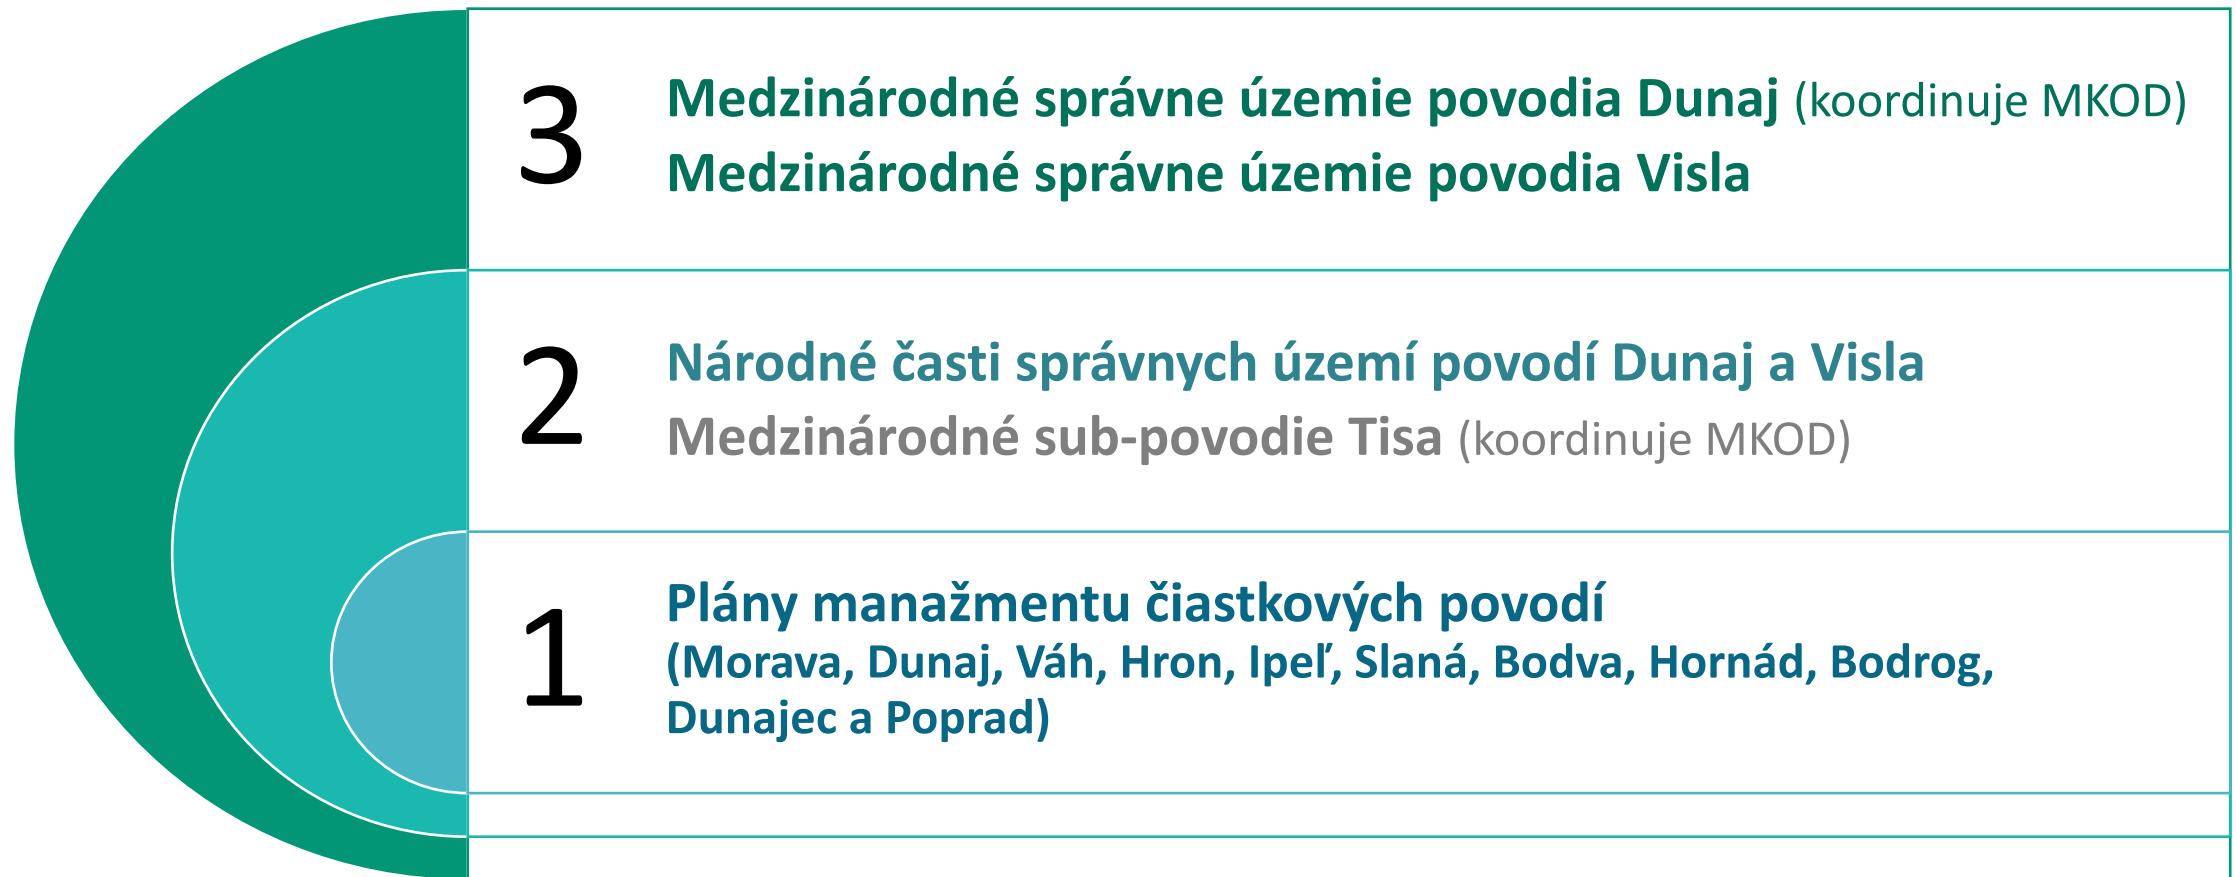 3
Medzinárodné správne územie povodia Dunaj (koordinuje MKOD)
Medzinárodné správne územie povodia Visla
2
Národné časti správnych území povodí Dunaj a Visla
Medzinárodné sub-povodie Tisa (koordinuje MKOD)
1
Plány manažmentu čiastkových povodí
(Morava, Dunaj, Váh, Hron, Ipeľ, Slaná, Bodva, Hornád, Bodrog,
Dunajec a Poprad)